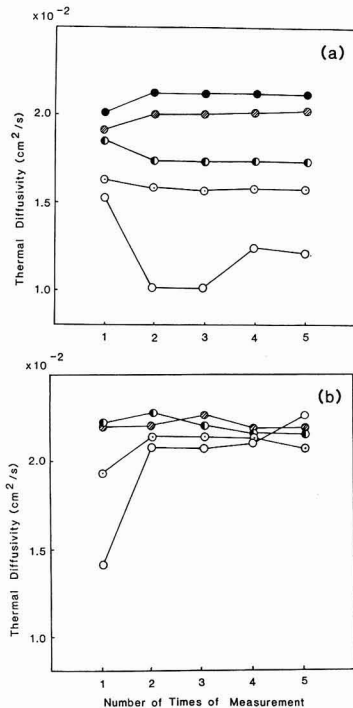 x10⁻²
(a)
2.0
1.5
1.0
Thermal Diffusivity (cm²/s)
1 2 3 4 5
x10⁻²
(b)
2.0
1.5
1.0
Thermal Diffusivity (cm²/s)
1 2 3 4 5
Number of Times of Measurement